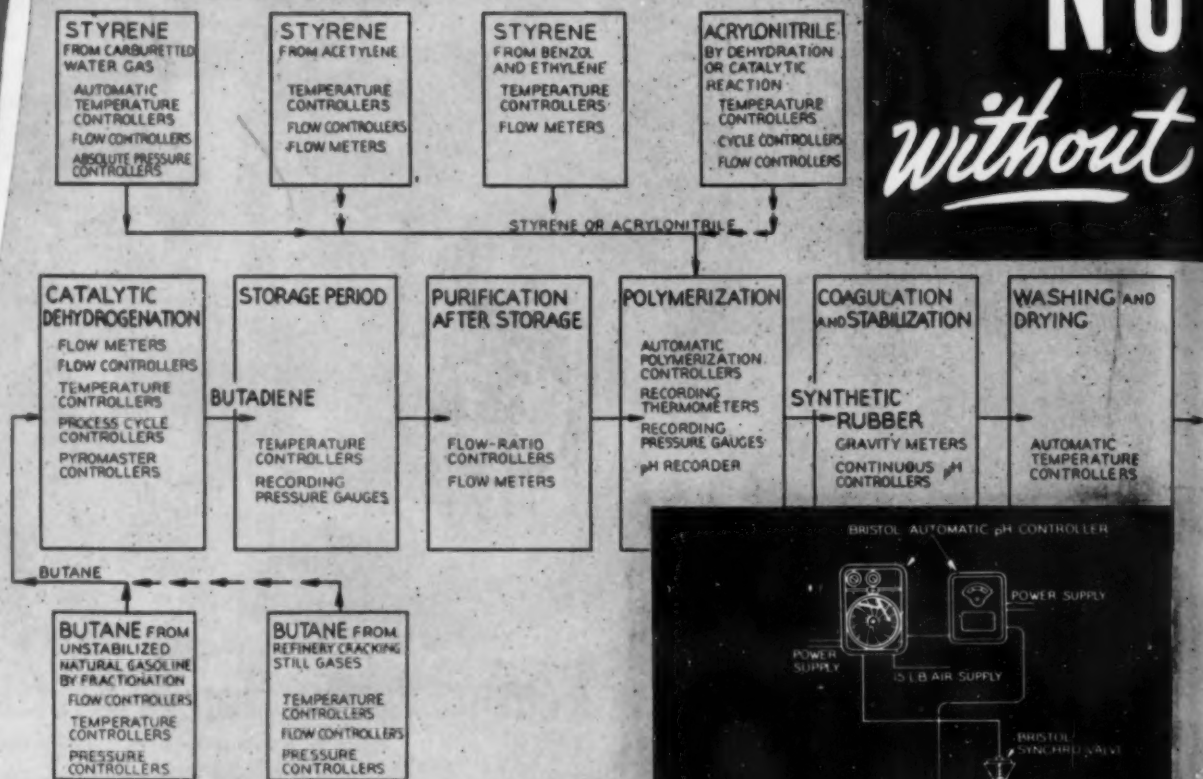 STYRENE
FROM CARBURETTED
WATER GAS
AUTOMATIC
TEMPERATURE
CONTROLLERS
FLOW CONTROLLERS
ABSOLUTE PRESSURE
CONTROLLERS
STYRENE
FROM ACETYLENE
TEMPERATURE
CONTROLLERS
FLOW CONTROLLERS
FLOW METERS
STYRENE
FROM BENZOL
AND ETHYLENE
TEMPERATURE
CONTROLLERS
FLOW METERS
ACRYLONITRILE
BY DEHYDRATION
OR CATALYTIC
REACTION
TEMPERATURE
CONTROLLERS
CYCLE CONTROLLERS
FLOW CONTROLLERS
without
STYRENE OR ACRYLONITRILE
CATALYTIC
DEHYDROGENATION
FLOW METERS
FLOW CONTROLLERS
TEMPERATURE
CONTROLLERS
PROCESS CYCLE
CONTROLLERS
PYROMASTER
CONTROLLERS
BUTADIENE
STORAGE PERIOD
TEMPERATURE
CONTROLLERS
RECORDING
PRESSURE GAUGES
PURIFICATION
AFTER STORAGE
FLOW-RATIO
CONTROLLERS
FLOW METERS
POLYMERIZATION
AUTOMATIC
POLYMERIZATION
CONTROLLERS
RECORDING
THERMOMETERS
RECORDING
PRESSURE GAUGES
pH RECORDER
COAGULATION
AND STABILIZATION
SYNTHETIC
RUBBER
GRAVITY METERS
CONTINUOUS pH
CONTROLLERS
WASHING AND
DRYING
AUTOMATIC
TEMPERATURE
CONTROLLERS
BUTANE
BUTANE FROM
UNSTABILIZED
NATURAL GASOLINE
BY FRACTIONATION
FLOW CONTROLLERS
TEMPERATURE
CONTROLLERS
PRESSURE
CONTROLLERS
BUTANE FROM
REFINERY CRACKING
STILL GASES
TEMPERATURE
CONTROLLERS
FLOW CONTROLLERS
PRESSURE
CONTROLLERS
BRISTOL AUTOMATIC pH CONTROLLER
POWER SUPPLY
POWER
SUPPLY
15 LB AIR SUPPLY
BRISTOL
SYNCHRO-VALVE